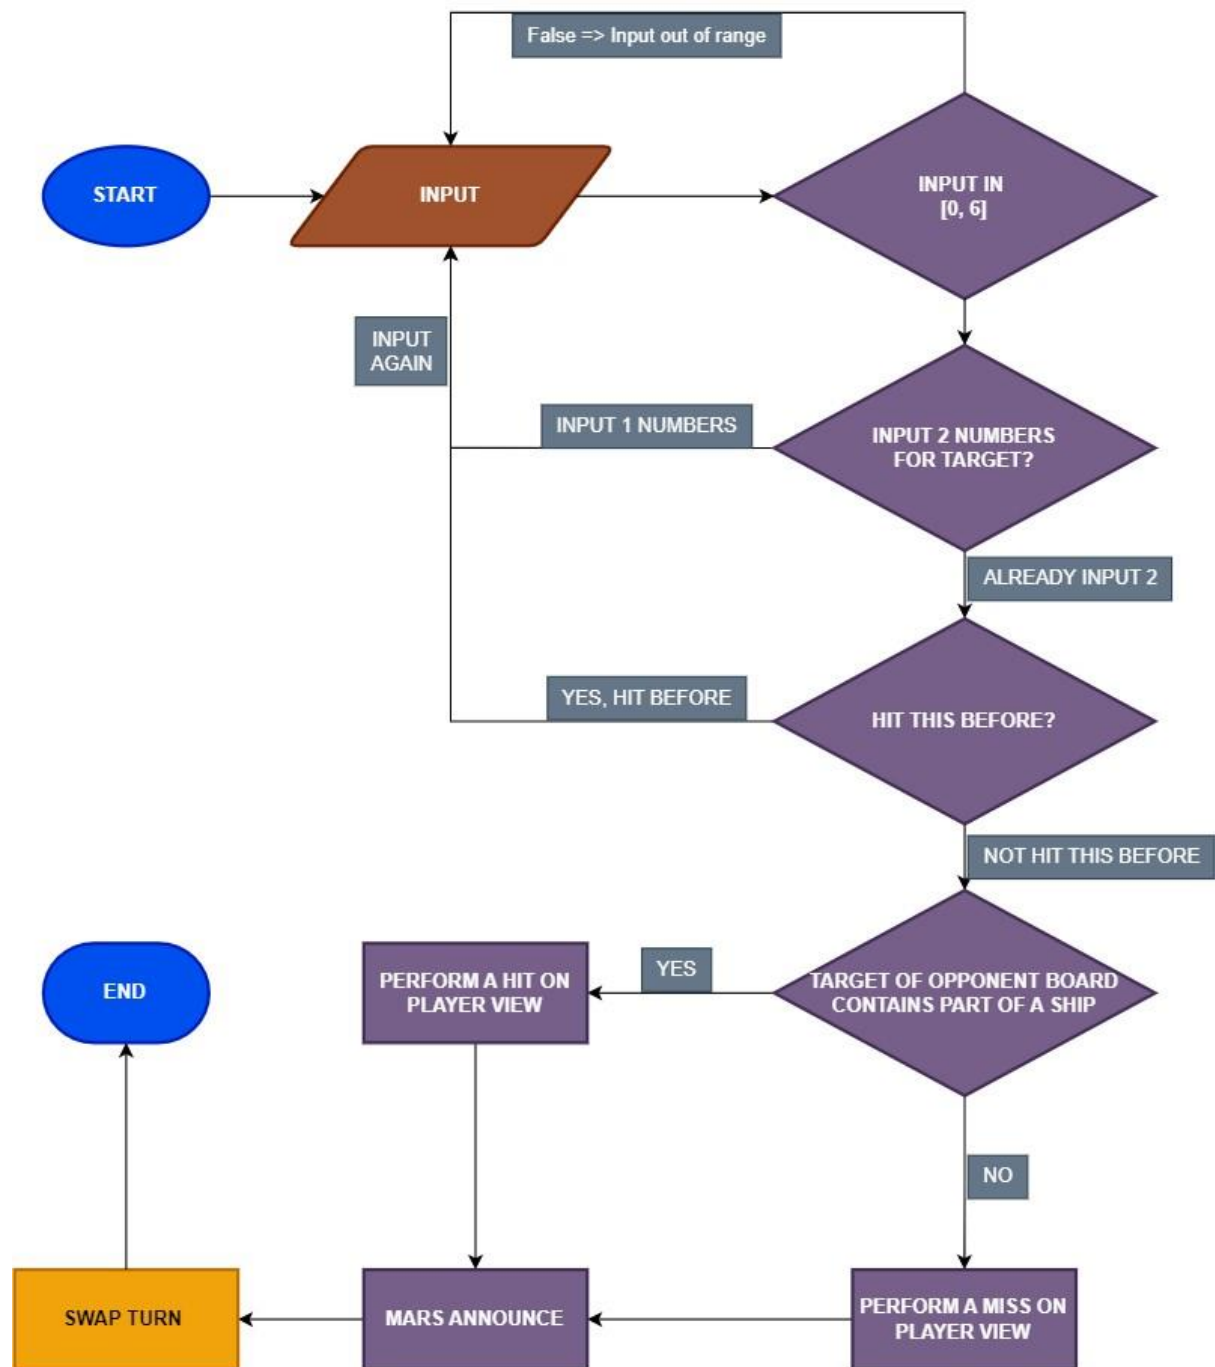 False => Input out of range
START
INPUT
INPUT IN
[0, 6]
INPUT
AGAIN
INPUT 1 NUMBERS
INPUT 2 NUMBERS
FOR TARGET?
ALREADY INPUT 2
YES, HIT BEFORE
HIT THIS BEFORE?
NOT HIT THIS BEFORE
END
PERFORM A HIT ON
PLAYER VIEW
YES
TARGET OF OPPONENT BOARD
CONTAINS PART OF A SHIP
NO
SWAP TURN
MARS ANNOUNCE
PERFORM A MISS ON
PLAYER VIEW